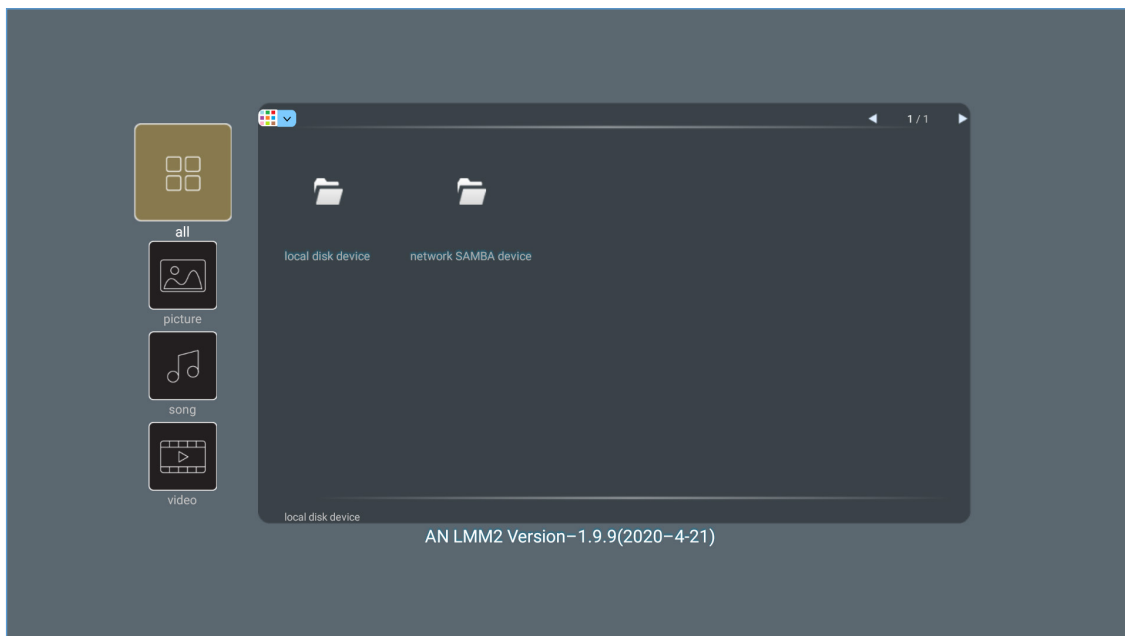 1 / 1
all
local disk device
network SAMBA device
picture
song
video
local disk device
AN LMM2 Version–1.9.9(2020–4-21)